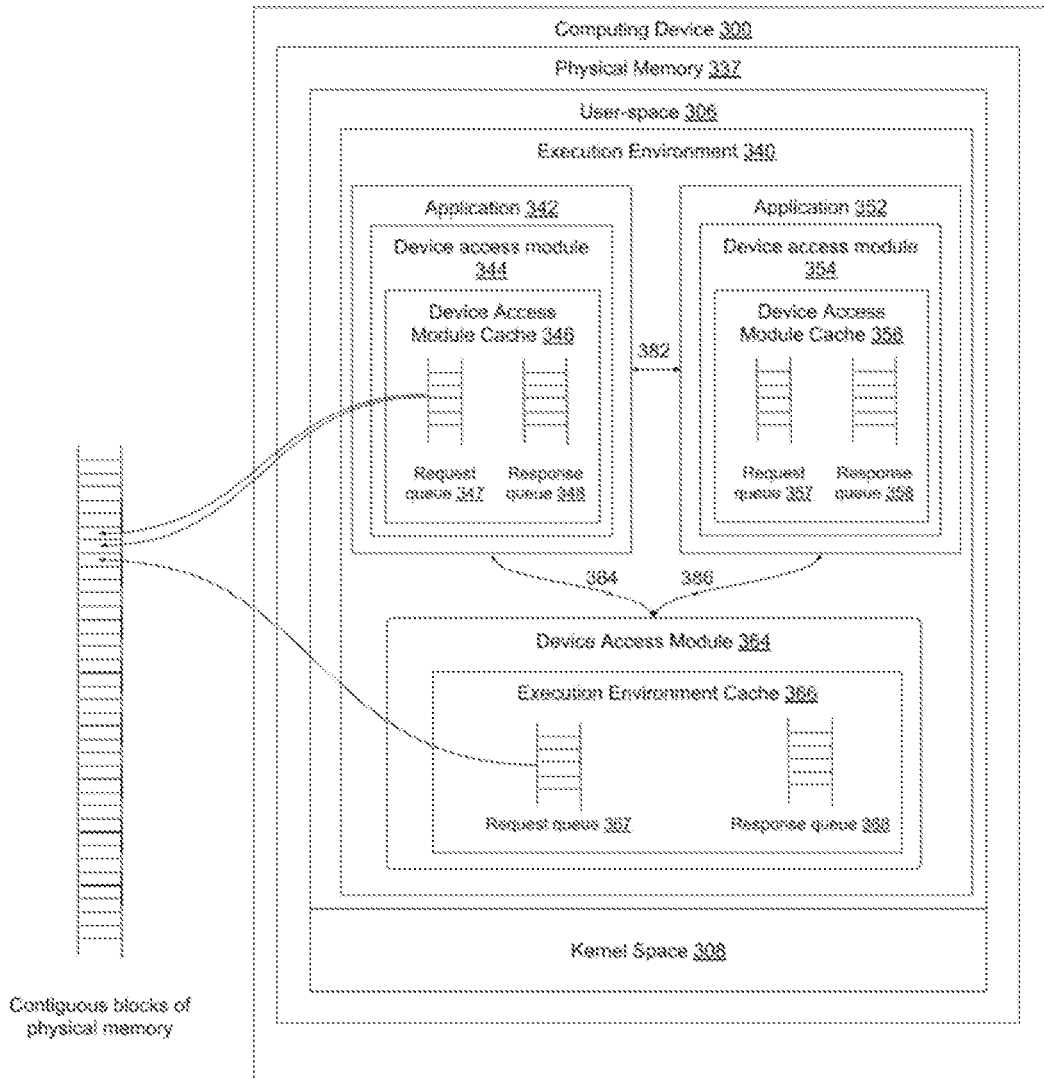 Computing Device 300
Physical Memory 337
User-space 306
Execution Environment 340
Application 342
Application 352
Device access module
344
Device access module
354
Device Access
Module Cache 346
Device Access
Module Cache 356
382
Request
queue 347
Response
queue 348
Request
queue 357
Response
queue 358
384
386
Device Access Module 364
Execution Environment Cache 366
Request queue 367
Response queue 368
Kernel Space 308
Contiguous blocks of
physical memory